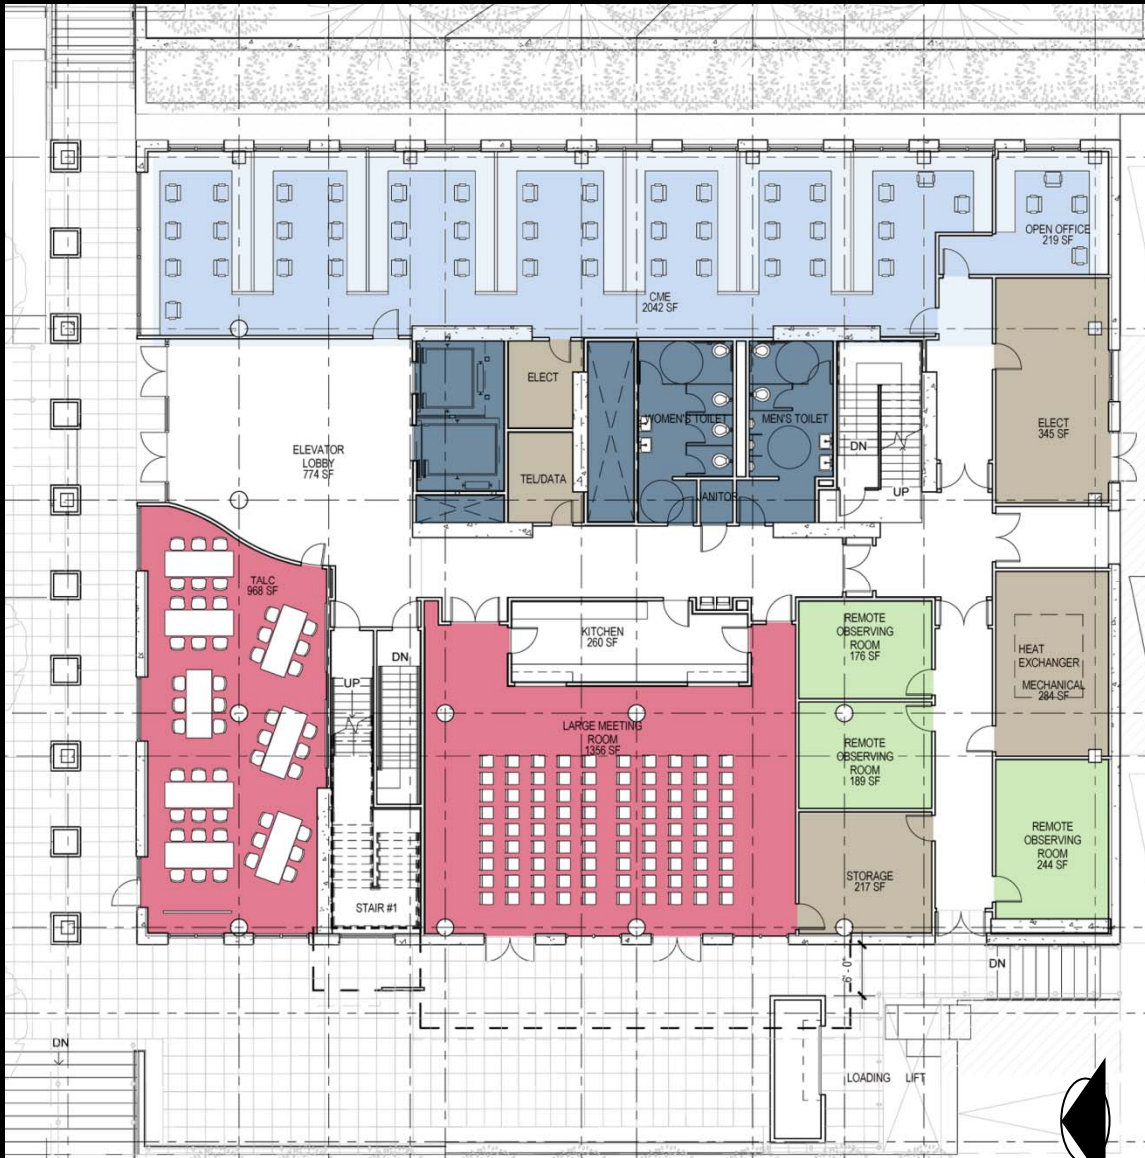 OPEN OFFICE
219 SF
CME
2042 SF
ELECT
WOMEN'S TOILET
MEN'S TOILET
ELECT
345 SF
ELEVATOR
LOBBY
774 SF
DN
TEL/DATA
UP
JANITOR
TALC
968 SF
KITCHEN
260 SF
REMOTE
OBSERVING
ROOM
176 SF
HEAT
EXCHANGER
MECHANICAL
284 SF
DN
UP
LARGE MEETING
ROOM
1356 SF
REMOTE
OBSERVING
ROOM
189 SF
REMOTE
OBSERVING
ROOM
244 SF
STORAGE
217 SF
STAIR #1
DN
6' - 0"
DN
LOADING LIFT